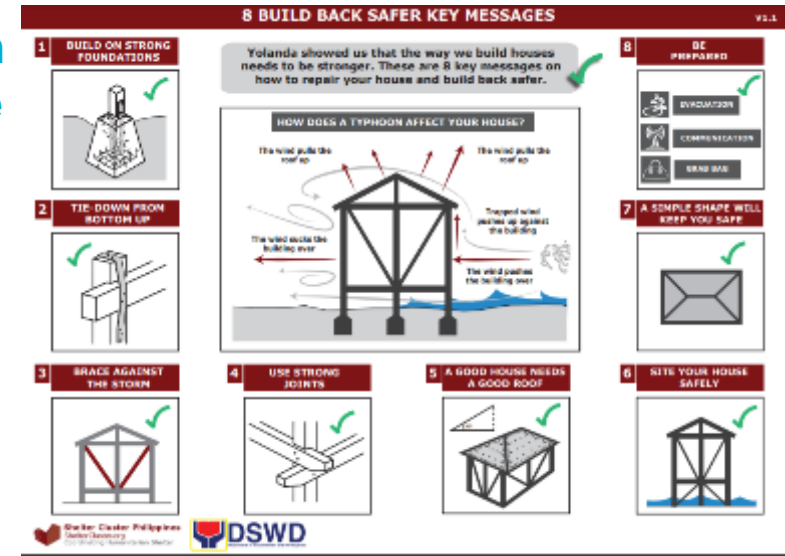 8 BUILD BACK SAFER KEY MESSAGES
V1.1
1
BUILD ON STRONG
FOUNDATIONS
Yolanda showed us that the way we build houses
needs to be stronger. These are 8 key messages on
how to repair your house and build back safer.
8
BE
PREPARED
EVACUATION
COMMUNICATION
GRAB BAG
HOW DOES A TYPHOON AFFECT YOUR HOUSE?
The wind pulls the
roof up
The wind pulls the
roof up
Trapped wind
pushes up against
the building
The wind sucks the
building over
The wind pushes
the building over
2
TIE-DOWN FROM
BOTTOM UP
7
A SIMPLE SHAPE WILL
KEEP YOU SAFE
3
BRACE AGAINST
THE STORM
4
USE STRONG
JOINTS
5
A GOOD HOUSE NEEDS
A GOOD ROOF
6
SITE YOUR HOUSE
SAFELY
Shelter Cluster Philippines
Coordinating Humanitarian Shelter
DSWD